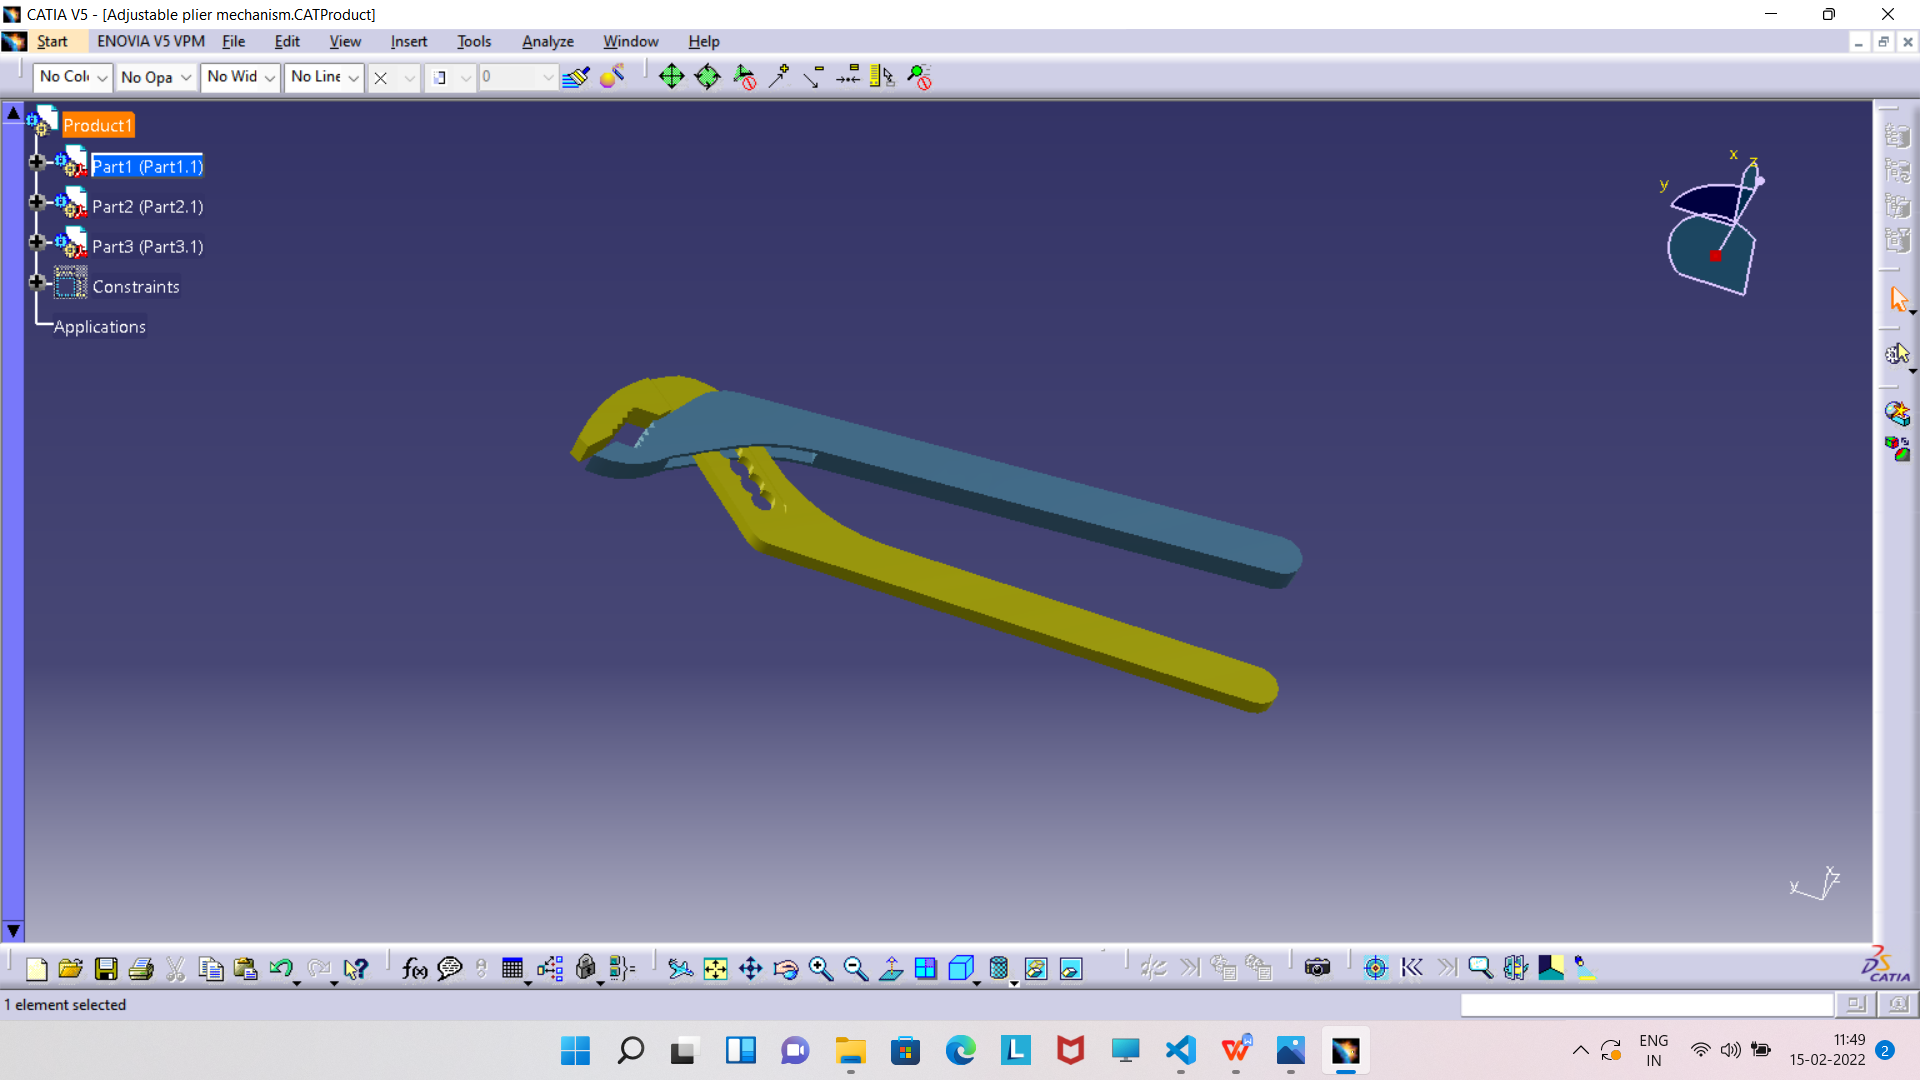 CATIA V5 - [Adjustable plier mechanism.CATProduct]
Start ENOVIA V5 VPM File Edit View Insert Tools Analyze Window Help
No Col No Opa No Wid No Line 0
Product1
Part1 (Part1.1)
Part2 (Part2.1)
Part3 (Part3.1)
Constraints
Applications
x z
y
x
y z
f(x)
DS CATIA
1 element selected
ENG 11:49
IN 15-02-2022 2